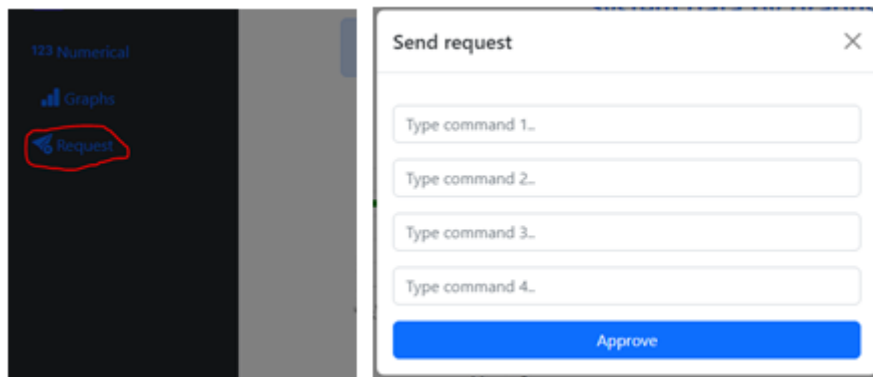 123 Numerical
Graphs
Request
Send request
Type command 1..
Type command 2..
Type command 3..
Type command 4..
Approve